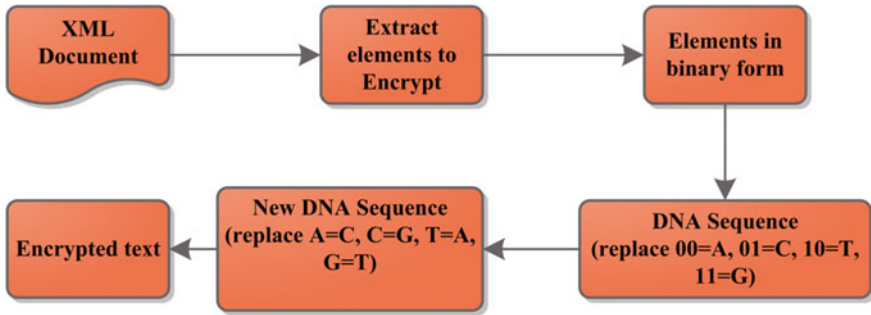 XML
Document
Extract
elements to
Encrypt
Elements in
binary form
DNA Sequence
(replace 00=A, 01=C, 10=T,
11=G)
New DNA Sequence
(replace A=C, C=G, T=A,
G=T)
Encrypted text